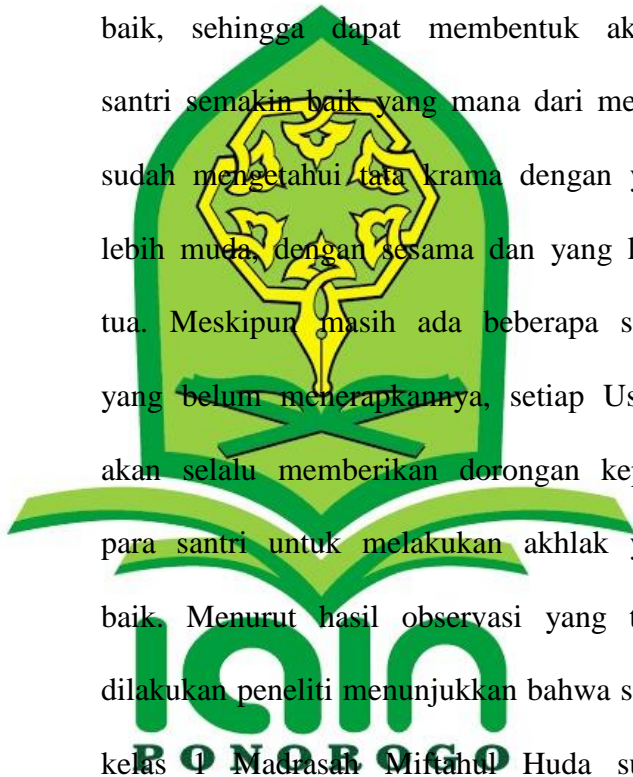 baik, sehingga dapat membentuk ak
santri semakin baik yang mana dari me
sudah mengetahui tata krama dengan y
lebih muda, dengan sesama dan yang l
tua. Meskipun masih ada beberapa s
yang belum menerapkannya, setiap Us
akan selalu memberikan dorongan kep
para santri untuk melakukan akhlak y
baik. Menurut hasil observasi yang t
dilakukan peneliti menunjukkan bahwa s
kelas 1 Madrasah Miftahul Huda su
iain
PONOROGO